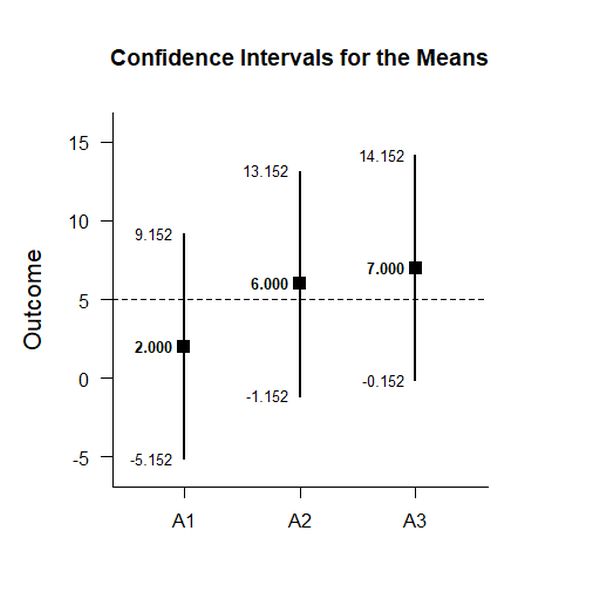 Confidence Intervals for the Means
Outcome
15
10
5
0
-5
9.152
2.000
-5.152
13.152
6.000
-1.152
14.152
7.000
-0.152
A1
A2
A3